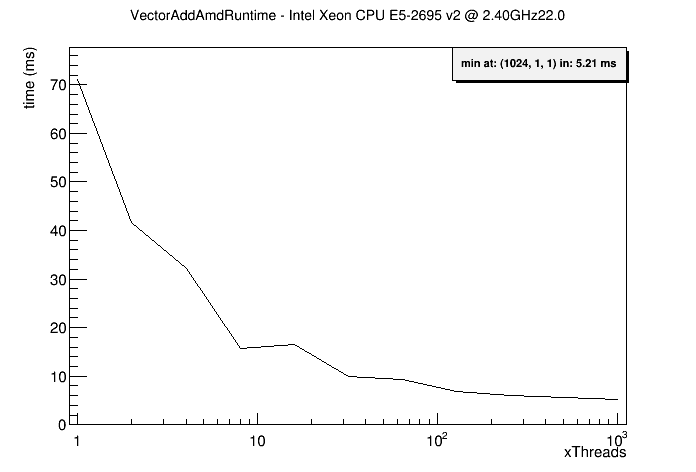 VectorAddAmdRuntime - Intel Xeon CPU E5-2695 v2 @ 2.40GHz22.0
time (ms)
min at: (1024, 1, 1) in: 5.21 ms
70
60
50
40
30
20
10
0
1 10 10² 10³
xThreads